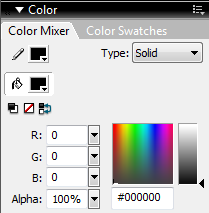 Color
Color Mixer Color Swatches
Type: Solid
R: 0
G: 0
B: 0
Alpha: 100% #000000